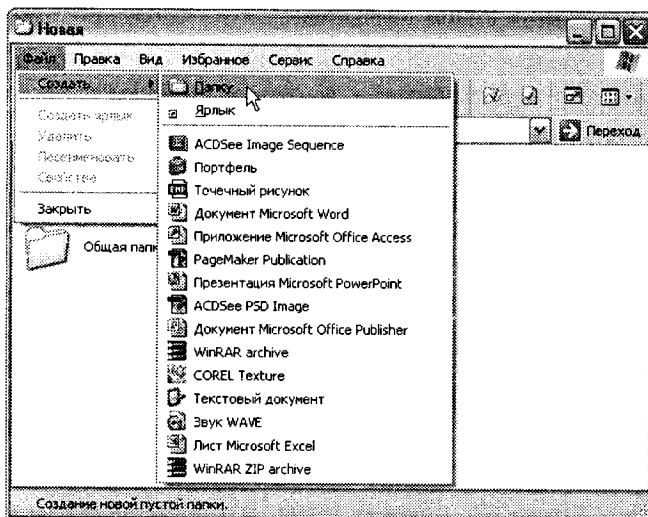 Новая
Файл Правка Вид Избранное Сервис Справка
Создать
Создать ярлык
Удалить
Переименовать
Свойства
Закрыть
Папку
Ярлык
ACDSee Image Sequence
Портфель
Точечный рисунок
Документ Microsoft Word
Приложение Microsoft Office Access
PageMaker Publication
Презентация Microsoft PowerPoint
ACDSee PSD Image
Документ Microsoft Office Publisher
WinRAR archive
COREL Texture
Текстовый документ
Звук WAVE
Лист Microsoft Excel
WinRAR ZIP archive
Переход
Общая папк
Создание новой пустой папки.